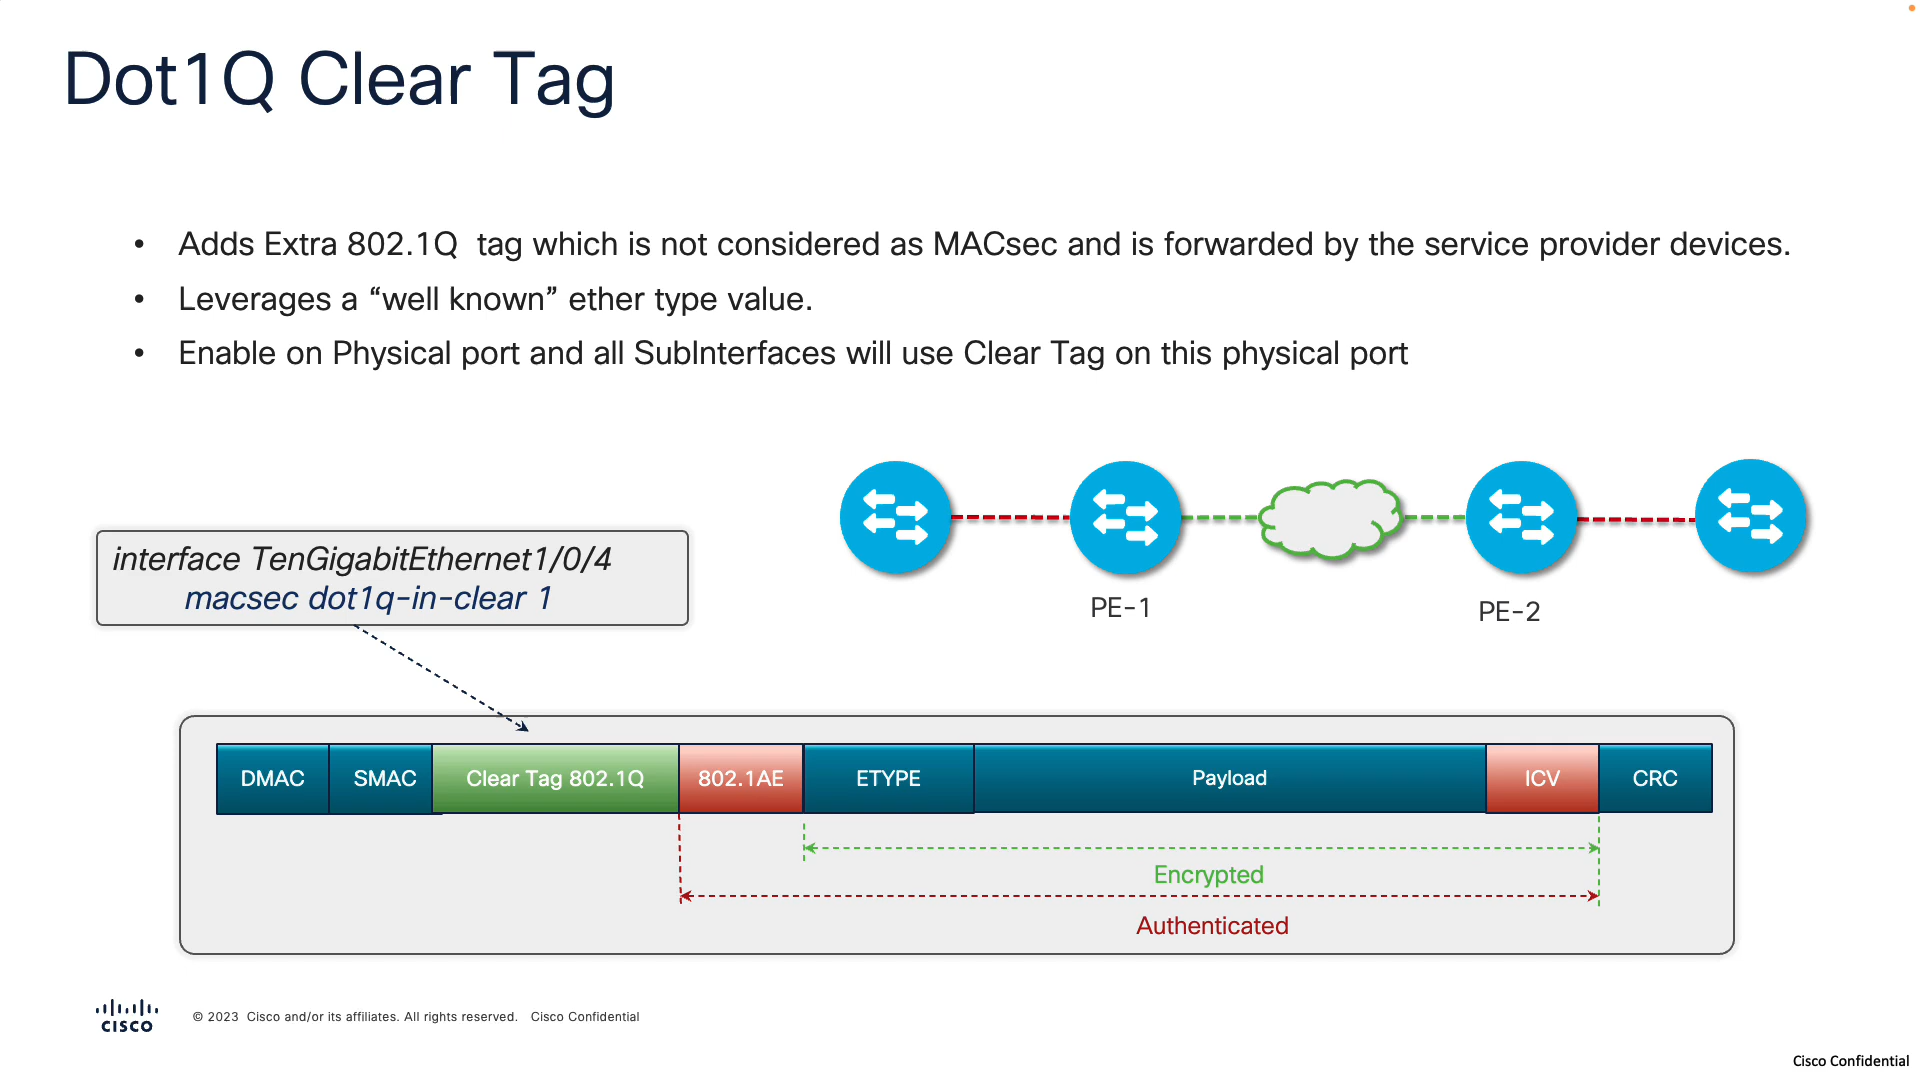 Dot1Q Clear Tag
• Adds Extra 802.1Q  tag which is not considered as MACsec and is forwarded by the service provider devices.
• Leverages a “well known” ether type value.
• Enable on Physical port and all SubInterfaces will use Clear Tag on this physical port
interface TenGigabitEthernet1/0/4
macsec dot1q-in-clear 1
PE-1
PE-2
DMAC SMAC Clear Tag 802.1Q 802.1AE ETYPE Payload ICV CRC
Encrypted
Authenticated
CISCO
© 2023 Cisco and/or its affiliates. All rights reserved. Cisco Confidential
Cisco Confidential